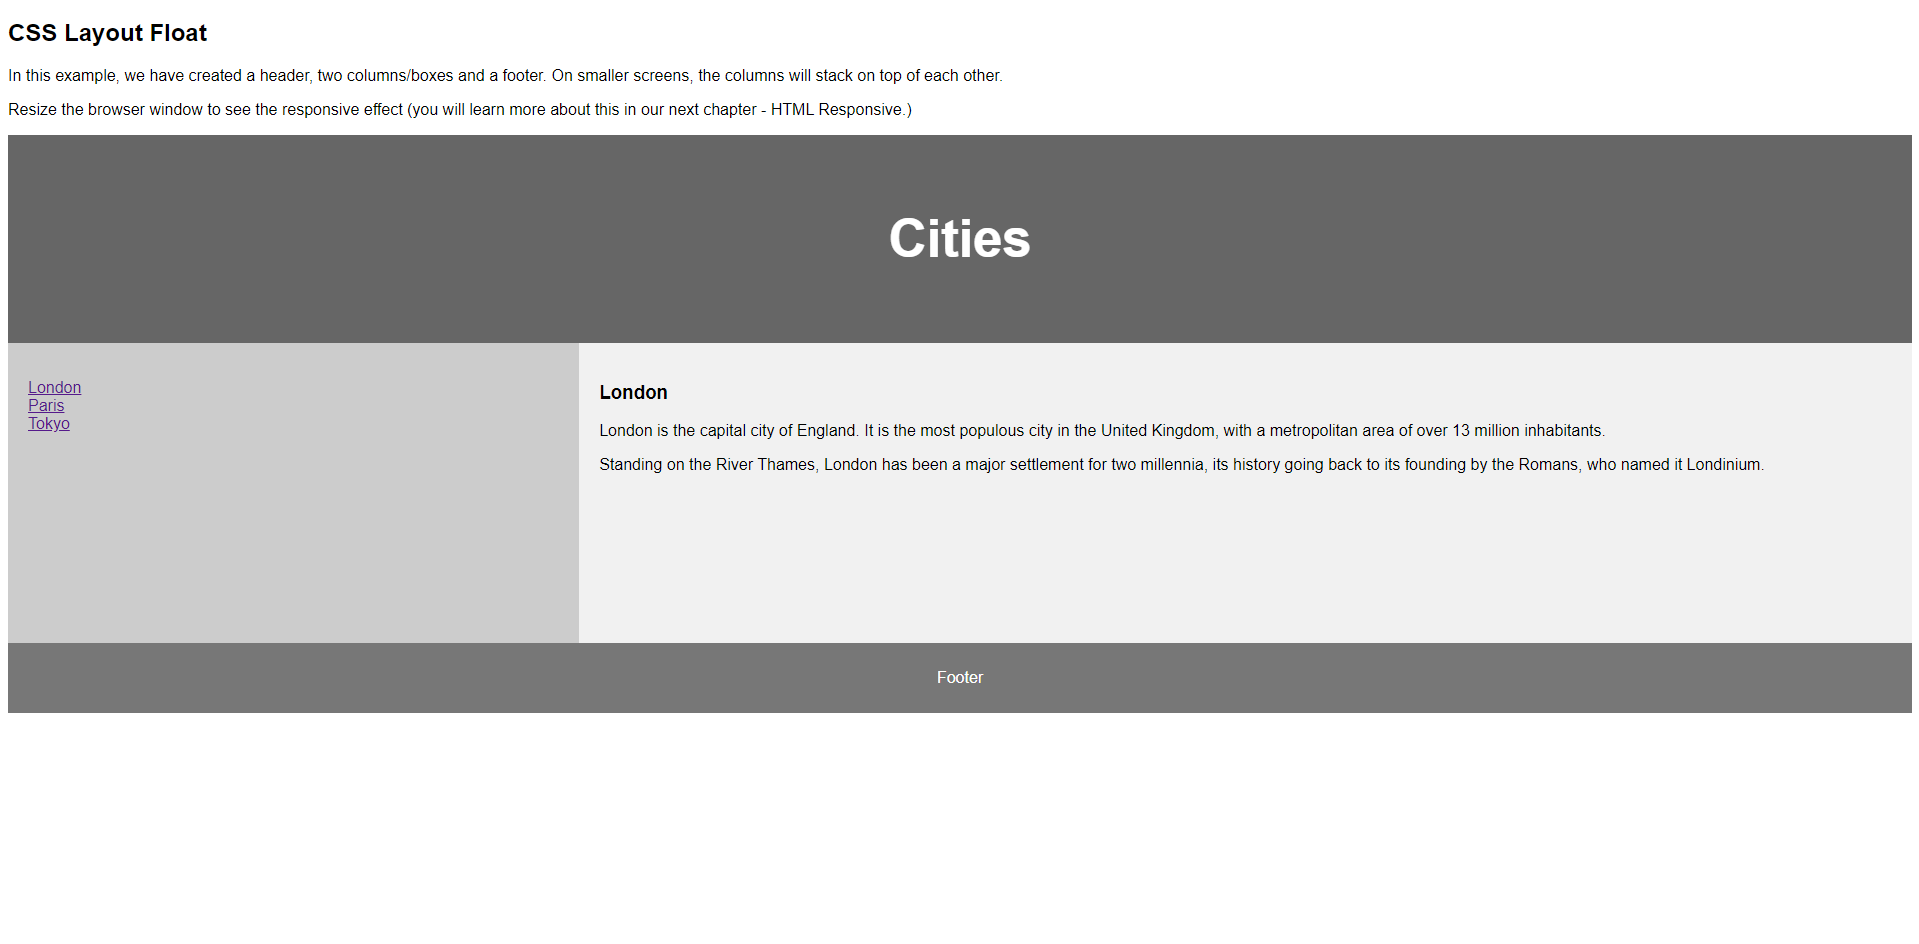 CSS Layout Float
In this example, we have created a header, two columns/boxes and a footer. On smaller screens, the columns will stack on top of each other.
Resize the browser window to see the responsive effect (you will learn more about this in our next chapter - HTML Responsive.)
Cities
London
Paris
Tokyo
London
London is the capital city of England. It is the most populous city in the United Kingdom, with a metropolitan area of over 13 million inhabitants.
Standing on the River Thames, London has been a major settlement for two millennia, its history going back to its founding by the Romans, who named it Londinium.
Footer